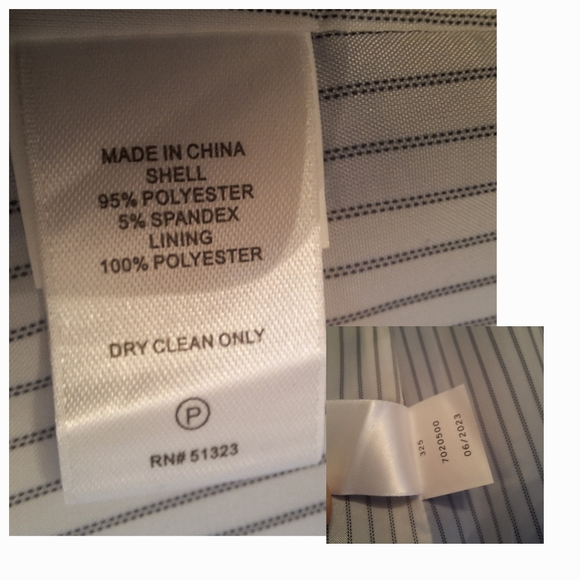 MADE IN CHINA
SHELL
95% POLYESTER
5% SPANDEX
LINING
100% POLYESTER
DRY CLEAN ONLY
P
RN# 51323
325
7020500
06/2023